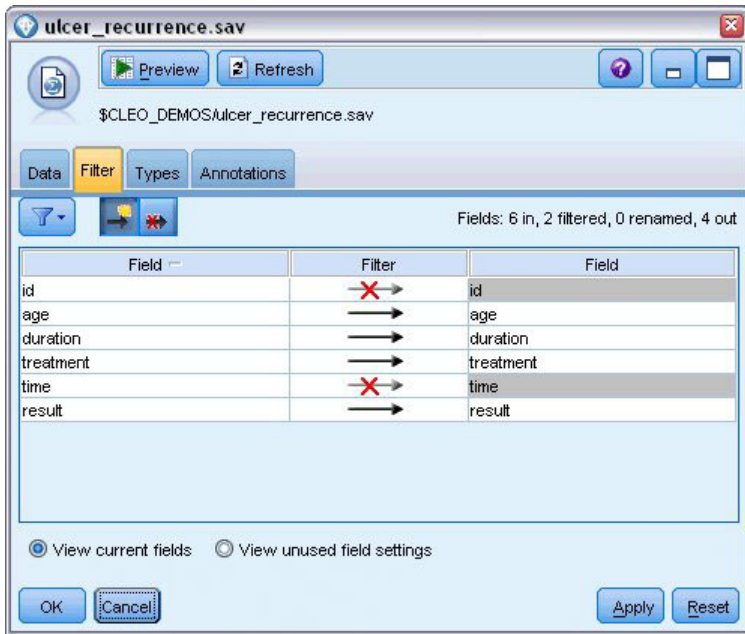 ulcer_recurrence.sav
Preview Refresh
$CLEO_DEMOS/ulcer_recurrence.sav
Data Filter Types Annotations
Fields: 6 in, 2 filtered, 0 renamed, 4 out
Field Filter Field
id id
age age
duration duration
treatment treatment
time time
result result
View current fields View unused field settings
OK Cancel Apply Reset